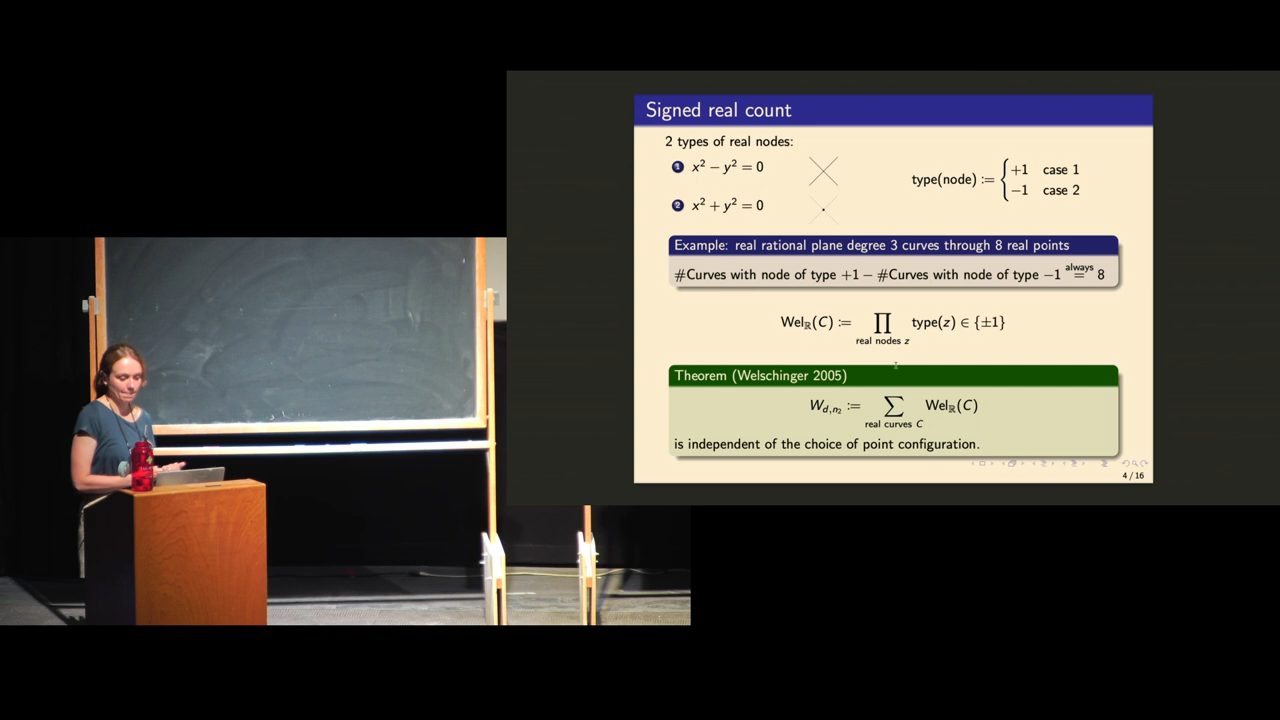 Signed real count
2 types of real nodes:
1 x² − y² = 0
2 x² + y² = 0
type(node) := { +1 case 1
−1 case 2
Example: real rational plane degree 3 curves through 8 real points
#Curves with node of type +1 − #Curves with node of type −1 always = 8
Wel_ℝ(C) := ∏ type(z) ∈ {±1}
real nodes z
Theorem (Welschinger 2005)
W_{d,n₂} := ∑ Wel_ℝ(C)
real curves C
is independent of the choice of point configuration.
4 / 16